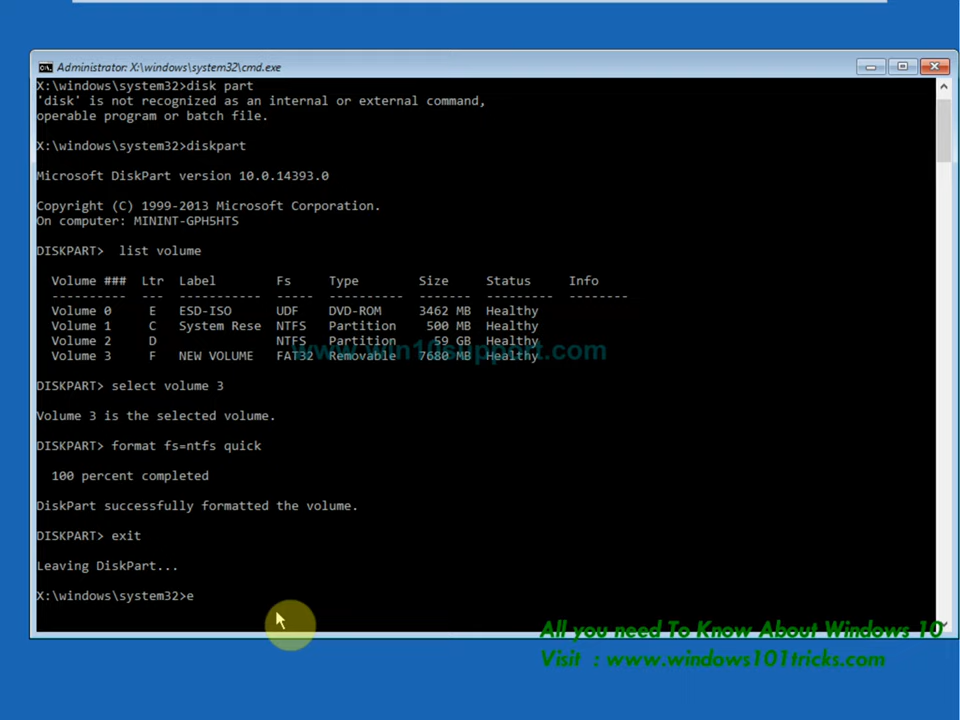 Administrator: X:\windows\system32\cmd.exe
X:\windows\system32>disk part
'disk' is not recognized as an internal or external command,
operable program or batch file.
X:\windows\system32>diskpart
Microsoft DiskPart version 10.0.14393.0
Copyright (C) 1999-2013 Microsoft Corporation.
On computer: MININT-GPH5HTS
DISKPART>  list volume
Volume ###  Ltr  Label        Fs     Type        Size     Status     Info
----------  ---  -----------  -----  ----------  -------  ---------  --------
Volume 0     E   ESD-ISO      UDF    DVD-ROM     3462 MB  Healthy
Volume 1     C   System Rese  NTFS   Partition    500 MB  Healthy
Volume 2     D                NTFS   Partition     59 GB  Healthy
Volume 3     F   NEW VOLUME   FAT32  Removable   7680 MB  Healthy
www.win10support.com
DISKPART> select volume 3
Volume 3 is the selected volume.
DISKPART> format fs=ntfs quick
100 percent completed
DiskPart successfully formatted the volume.
DISKPART> exit
Leaving DiskPart...
X:\windows\system32>e
All you need To Know About Windows 10
Visit : www.windows101tricks.com